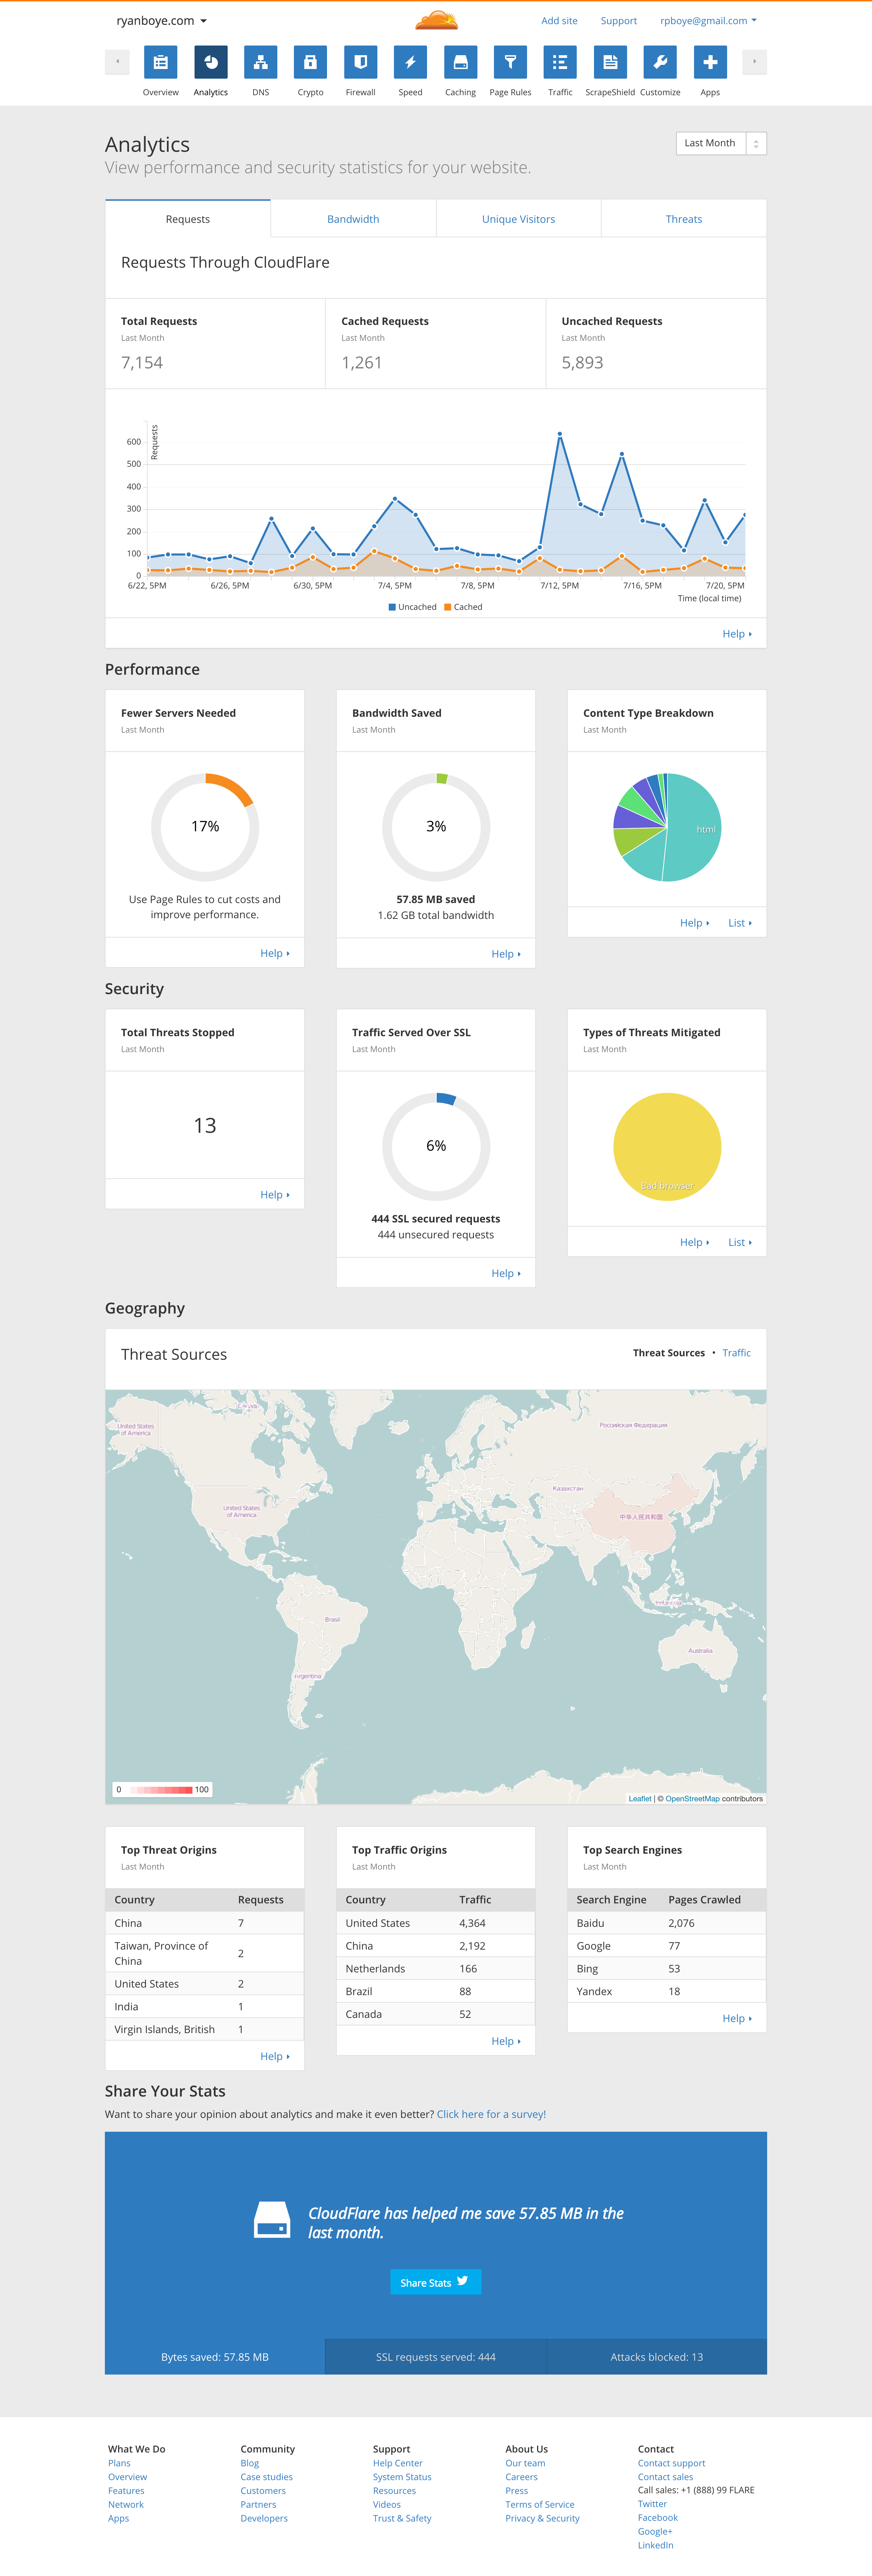 ryanboye.com
Add site
Support
rpboye@gmail.com
Overview
Analytics
DNS
Crypto
Firewall
Speed
Caching
Page Rules
Traffic
ScrapeShield
Customize
Apps
Analytics
Last Month
View performance and security statistics for your website.
Requests
Bandwidth
Unique Visitors
Threats
Requests Through CloudFlare
Total Requests
Last Month
7,154
Cached Requests
Last Month
1,261
Uncached Requests
Last Month
5,893
Requests
600
500
400
300
200
100
0
6/22, 5PM
6/26, 5PM
6/30, 5PM
7/4, 5PM
7/8, 5PM
7/12, 5PM
7/16, 5PM
7/20, 5PM
Time (local time)
Uncached
Cached
Help
Performance
Fewer Servers Needed
Last Month
17%
Use Page Rules to cut costs and
improve performance.
Help
Bandwidth Saved
Last Month
3%
57.85 MB saved
1.62 GB total bandwidth
Help
Content Type Breakdown
Last Month
html
Help
List
Security
Total Threats Stopped
Last Month
13
Help
Traffic Served Over SSL
Last Month
6%
444 SSL secured requests
444 unsecured requests
Help
Types of Threats Mitigated
Last Month
Bad browser
Help
List
Geography
Threat Sources
Threat Sources • Traffic
United States
of America
Canada
Российская Федерация
Казахстан
United States
of America
中华人民共和国
Indonesia
Brasil
Australia
Argentina
0
100
Leaflet | © OpenStreetMap contributors
Top Threat Origins
Last Month
Country Requests
China 7
Taiwan, Province of
China 2
United States 2
India 1
Virgin Islands, British 1
Help
Top Traffic Origins
Last Month
Country Traffic
United States 4,364
China 2,192
Netherlands 166
Brazil 88
Canada 52
Help
Top Search Engines
Last Month
Search Engine Pages Crawled
Baidu 2,076
Google 77
Bing 53
Yandex 18
Help
Share Your Stats
Want to share your opinion about analytics and make it even better? Click here for a survey!
CloudFlare has helped me save 57.85 MB in the
last month.
Share Stats
Bytes saved: 57.85 MB
SSL requests served: 444
Attacks blocked: 13
What We Do
Plans
Overview
Features
Network
Apps
Community
Blog
Case studies
Customers
Partners
Developers
Support
Help Center
System Status
Resources
Videos
Trust & Safety
About Us
Our team
Careers
Press
Terms of Service
Privacy & Security
Contact
Contact support
Contact sales
Call sales: +1 (888) 99 FLARE
Twitter
Facebook
Google+
LinkedIn